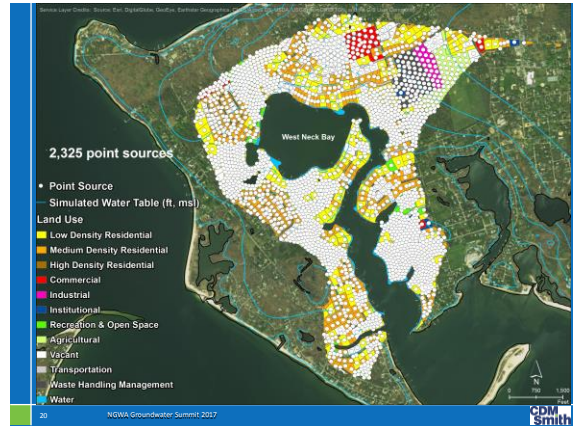 Service Layer Credits: Source: Esri, DigitalGlobe, GeoEye, Earthstar Geographics,
West Neck Bay
2,325 point sources
Point Source
Simulated Water Table (ft, msl)
Land Use
Low Density Residential
Medium Density Residential
High Density Residential
Commercial
Industrial
Institutional
Recreation & Open Space
Agricultural
Vacant
Transportation
Waste Handling Management
Water
N
0 750 1,500
Feet
20 NGWA Groundwater Summit 2017
CDM
Smith